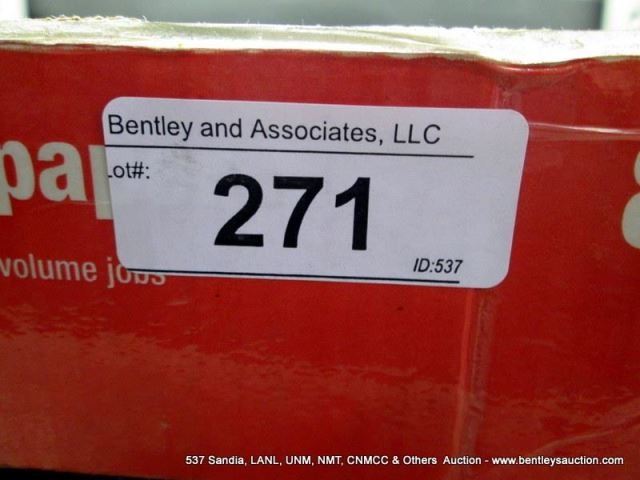 Bentley and Associates, LLC
Lot#:
271
ID:537
volume jobs
537 Sandia, LANL, UNM, NMT, CNMCC & Others Auction - www.bentleysauction.com